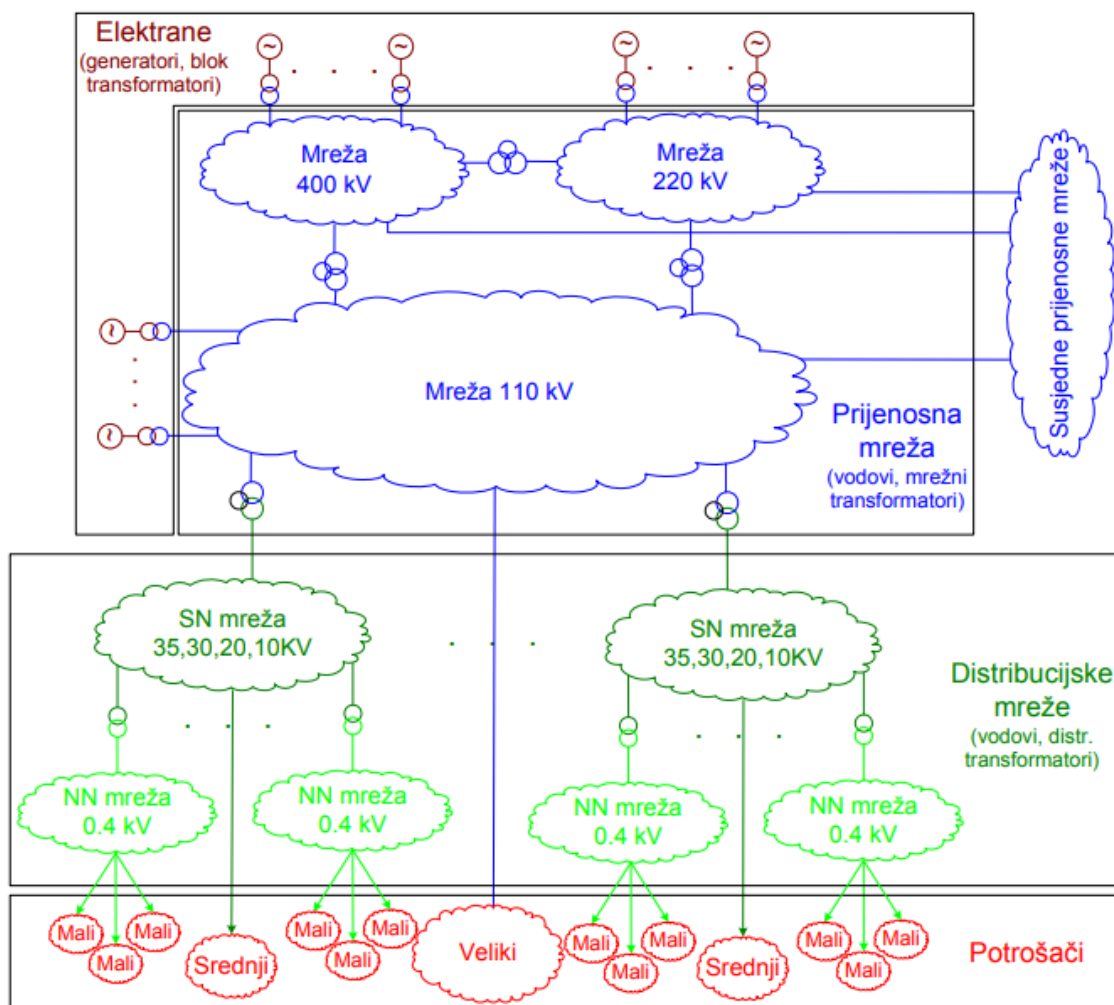 Elektrane
(generatori, blok
transformatori)
~
~
~
~
Mreža
400 kV
Mreža
220 kV
Susjedne prijenosne mreže
~
~
Mreža 110 kV
Prijenosna
mreža
(vodovi, mrežni
transformatori)
SN mreža
35,30,20,10KV
SN mreža
35,30,20,10KV
Distribucijske
mreže
(vodovi, distr.
transformatori)
NN mreža
0.4 kV
NN mreža
0.4 kV
NN mreža
0.4 kV
NN mreža
0.4 kV
Mali
Mali
Mali
Srednji
Mali
Mali
Mali
Veliki
Mali
Mali
Mali
Srednji
Mali
Mali
Mali
Potrošači